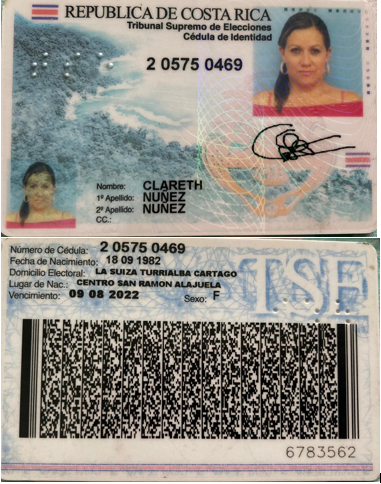 REPUBLICA DE COSTA RICA
Tribunal Supremo de Elecciones
Cédula de Identidad
2 0575 0469
Nombre: CLARETH
1º Apellido: NUÑEZ
2º Apellido: NUÑEZ
CC.:
Número de Cédula: 2 0575 0469
Fecha de Nacimiento: 18 09 1982
Domicilio Electoral: LA SUIZA TURRIALBA CARTAGO
Lugar de Nac.: CENTRO SAN RAMON ALAJUELA
Vencimiento: 09 08 2022 Sexo: F
TSE
6783562